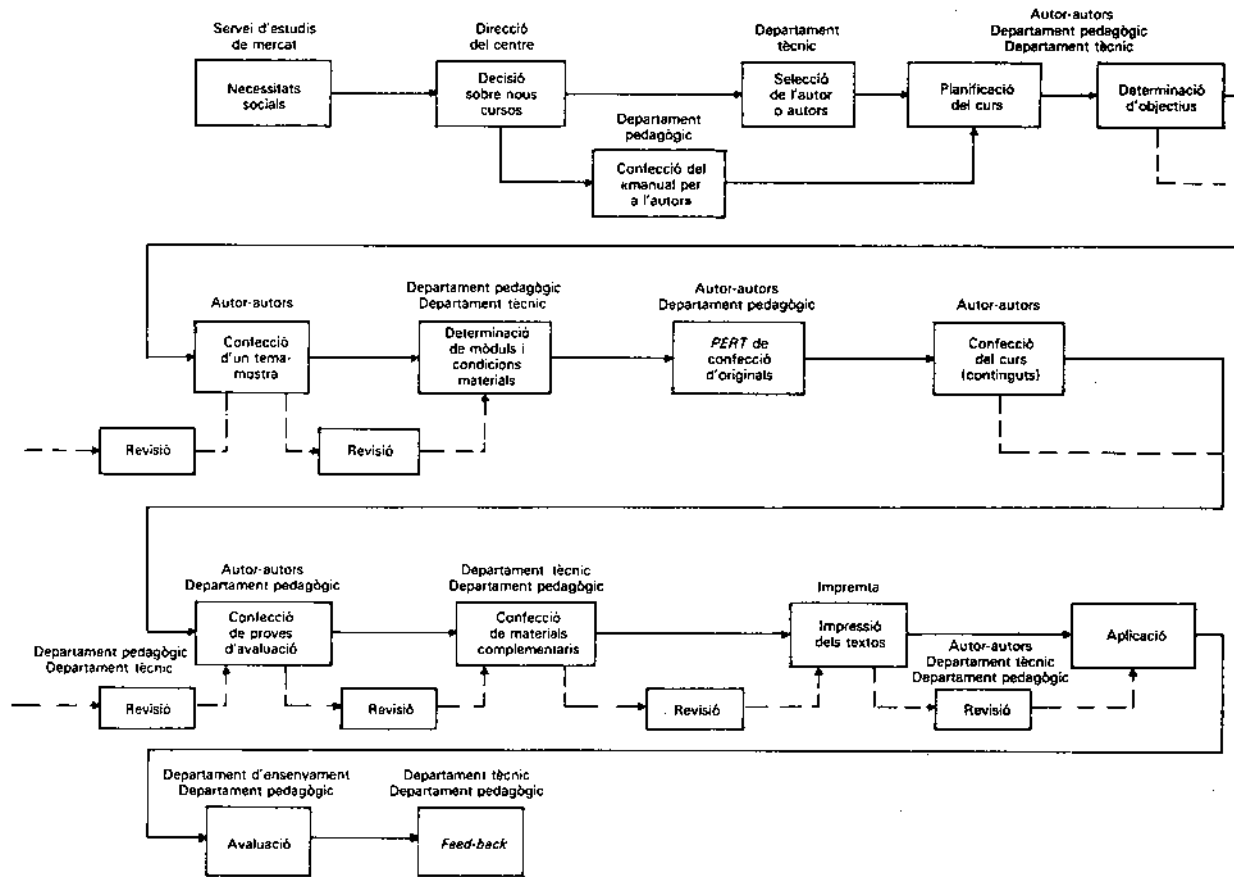 Servei d'estudis
de mercat
Necessitats
socials
Direcció
del centre
Decisió
sobre nous
cursos
Departament
tècnic
Selecció
de l'autor
o autors
Autor-autors
Departament pedagògic
Departament tècnic
Planificació
del curs
Determinació
d'objectius
Departament
pedagògic
Confecció del
«manual per
a l'autors
Autor-autors
Confecció
d'un tema-
mostra
Departament pedagògic
Departament tècnic
Determinació
de mòduls i
condicions
materials
Autor-autors
Departament pedagògic
PERT de
confecció
d'originals
Autor-autors
Confecció
del curs
(continguts)
Revisió
Revisió
Autor-autors
Departament pedagògic
Confecció
de proves
d'avaluació
Departament tècnic
Departament pedagògic
Confecció
de materials
complementaris
Impremta
Impressió
dels textos
Aplicació
Departament pedagògic
Departament tècnic
Revisió
Revisió
Revisió
Autor-autors
Departament tècnic
Departament pedagògic
Revisió
Departament d'ensenyament
Departament pedagògic
Avaluació
Departament tècnic
Departament pedagògic
Feed-back